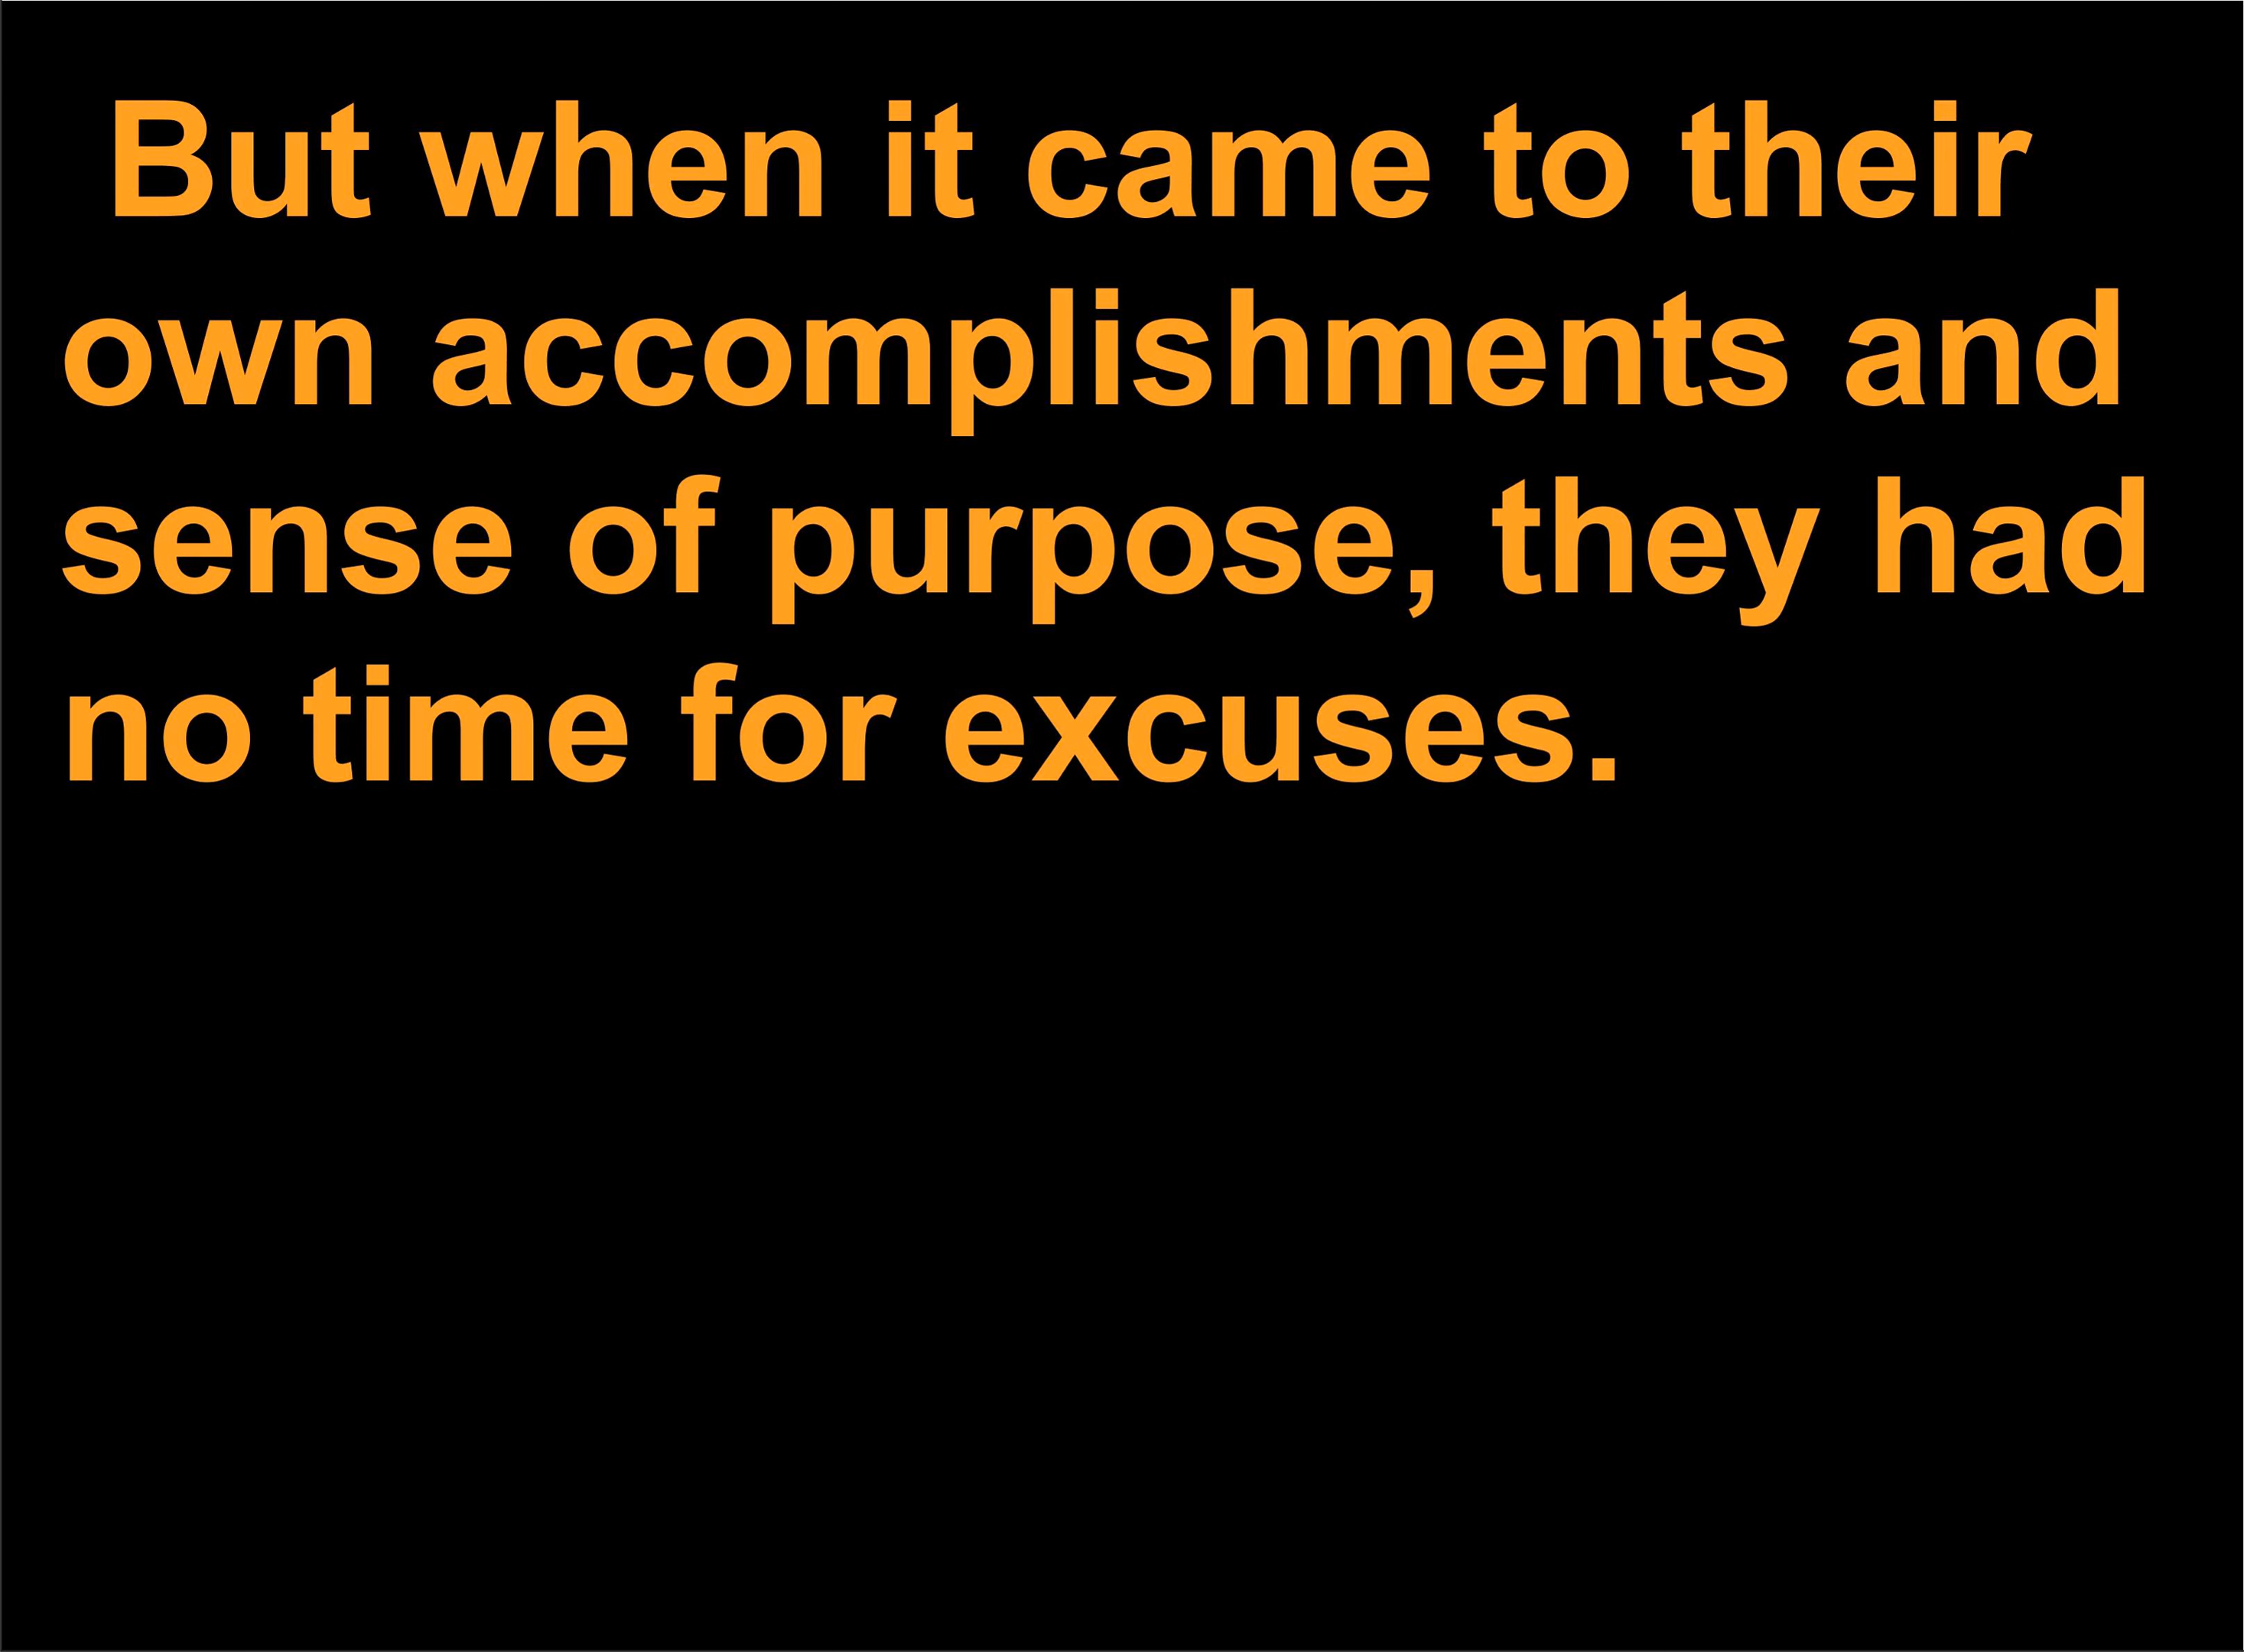 But when it came to their
own accomplishments and
sense of purpose, they had
no time for excuses.